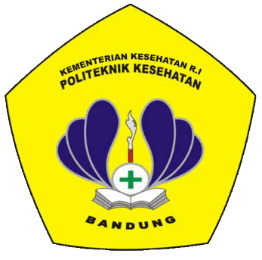 KEMENTERIAN KESEHATAN R.I
POLITEKNIK KESEHATAN
BANDUNG